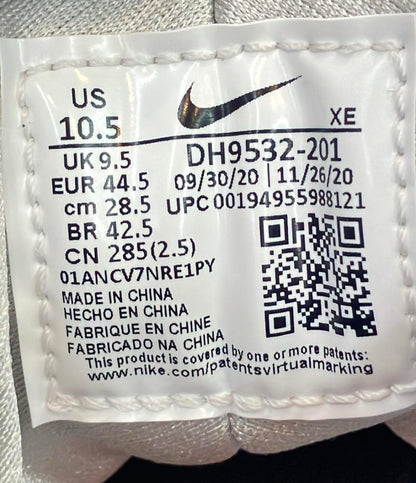 US
10.5
XE
UK 9.5
DH9532-201
EUR 44.5
09/30/20 | 11/26/20
cm 28.5
UPC 00194955988121
BR 42.5
CN 285(2.5)
01ANCV7NRE1PY
MADE IN CHINA
HECHO EN CHINA
FABRIQUE EN CHINE
FABRICADO NA CHINA
This product is covered by one or more patents:
www.nike.com/patentsvirtualmarking